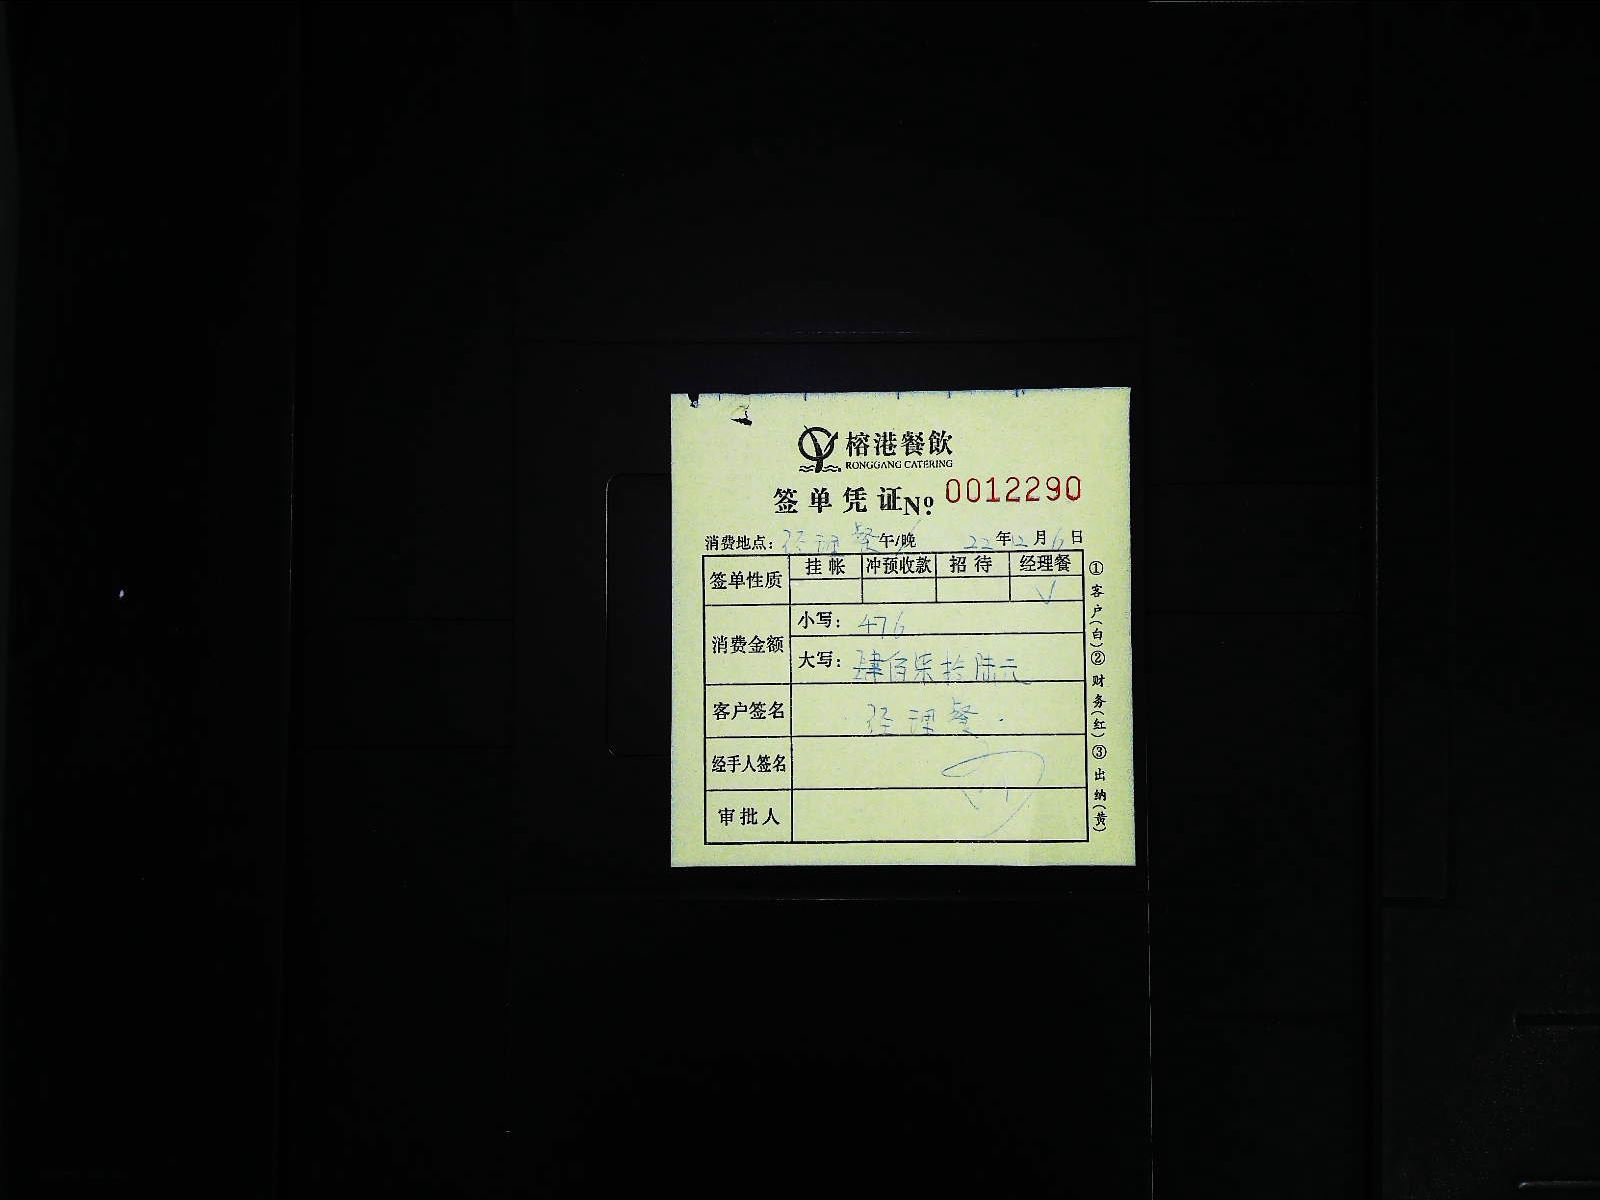 榕港餐飲
RONGGANG CATERING
签单凭证 No. 0012290
消费地点: 经理餐 午/晚 22年12月6日
签单性质 挂帐 冲预收款 招待 经理餐
√
消费金额 小写: 476
大写: 肆佰柒拾陆元
客户签名 经理餐
经手人签名
审批人
①客户(白)②财务(红)③出纳(黄)